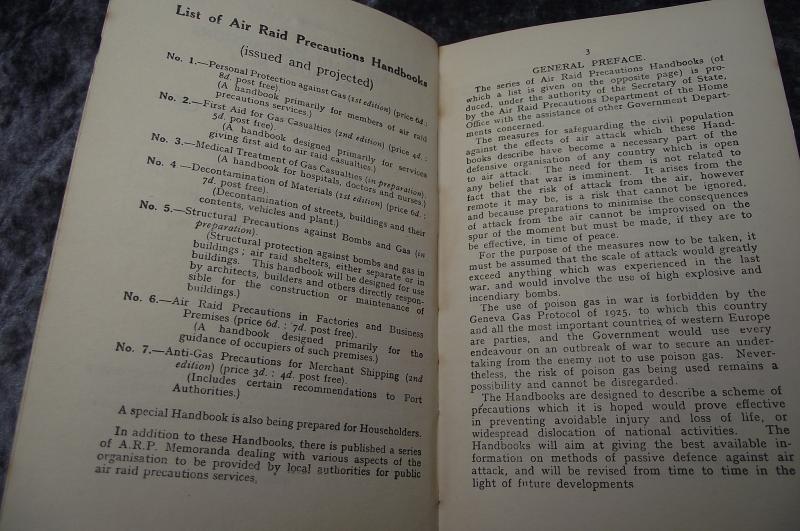 List of Air Raid Precautions Handbooks
(issued and projected)
No. 1.—Personal Protection against Gas (1st edition) (price 6d.:
8d. post free).
(A handbook primarily for members of air raid
precautions services.)
No. 2.—First Aid for Gas Casualties (2nd edition) (price 4d. :
5d. post free).
(A handbook designed primarily for services
giving first aid to air raid casualties.)
No. 3.—Medical Treatment of Gas Casualties (in preparation).
(A handbook for hospitals, doctors and nurses.)
No. 4 —Decontamination of Materials (1st edition) (price 6d. :
7d. post free).
(Decontamination of streets, buildings and their
contents, vehicles and plant.)
No. 5.—Structural Precautions against Bombs and Gas (in
preparation).
(Structural protection against bombs and gas in
buildings ; air raid shelters, either separate or in
buildings. This handbook will be designed for use
by architects, builders and others directly respon-
sible for the construction or maintenance of
buildings.)
No. 6.—Air Raid Precautions in Factories and Business
Premises (price 6d. : 7d. post free).
(A handbook designed primarily for the
guidance of occupiers of such premises.)
No. 7.—Anti-Gas Precautions for Merchant Shipping (2nd
edition) (price 3d. : 4d. post free).
(Includes certain recommendations to Port
Authorities.)
A special Handbook is also being prepared for Householders.
In addition to these Handbooks, there is published a series
of A.R.P. Memoranda dealing with various aspects of the
organisation to be provided by local authorities for public
air raid precautions services.
3
GENERAL PREFACE.
The series of Air Raid Precautions Handbooks (of
which a list is given on the opposite page) is pro-
duced, under the authority of the Secretary of State,
by the Air Raid Precautions Department of the Home
Office with the assistance of other Government Depart-
ments concerned.
The measures for safeguarding the civil population
against the effects of air attack which these Hand-
books describe have become a necessary part of the
defensive organisation of any country which is open
to air attack. The need for them is not related to
any belief that war is imminent. It arises from the
fact that the risk of attack from the air, however
remote it may be, is a risk that cannot be ignored,
and because preparations to minimise the consequences
of attack from the air cannot be improvised on the
spur of the moment but must be made, if they are to
be effective, in time of peace.
For the purpose of the measures now to be taken, it
must be assumed that the scale of attack would greatly
exceed anything which was experienced in the last
war, and would involve the use of high explosive and
incendiary bombs.
The use of poison gas in war is forbidden by the
Geneva Gas Protocol of 1925, to which this country
and all the most important countries of western Europe
are parties, and the Government would use every
endeavour on an outbreak of war to secure an under-
taking from the enemy not to use poison gas. Never-
theless, the risk of poison gas being used remains a
possibility and cannot be disregarded.
The Handbooks are designed to describe a scheme of
precautions which it is hoped would prove effective
in preventing avoidable injury and loss of life, or
widespread dislocation of national activities. The
Handbooks will aim at giving the best available in-
formation on methods of passive defence against air
attack, and will be revised from time to time in the
light of future developments